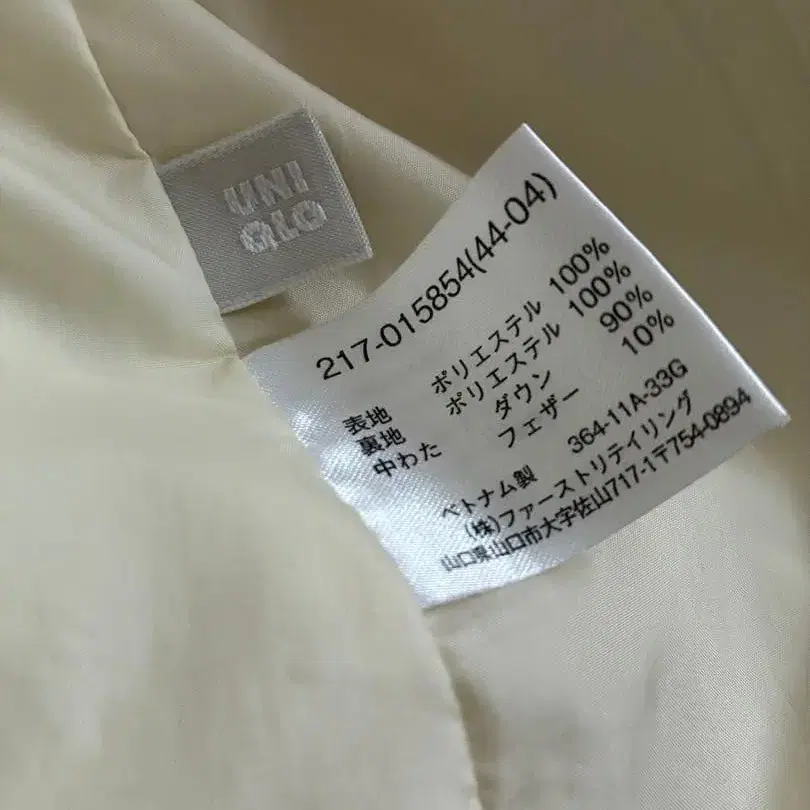 UNI
QLO
217-015854(44-04)
表地 ポリエステル 100%
裏地 ポリエステル 100%
中わた ダウン 90%
フェザー 10%
ベトナム製 364-11A-33G
(株)ファーストリテイリング
山口県山口市大字佐山717-1〒754-0894